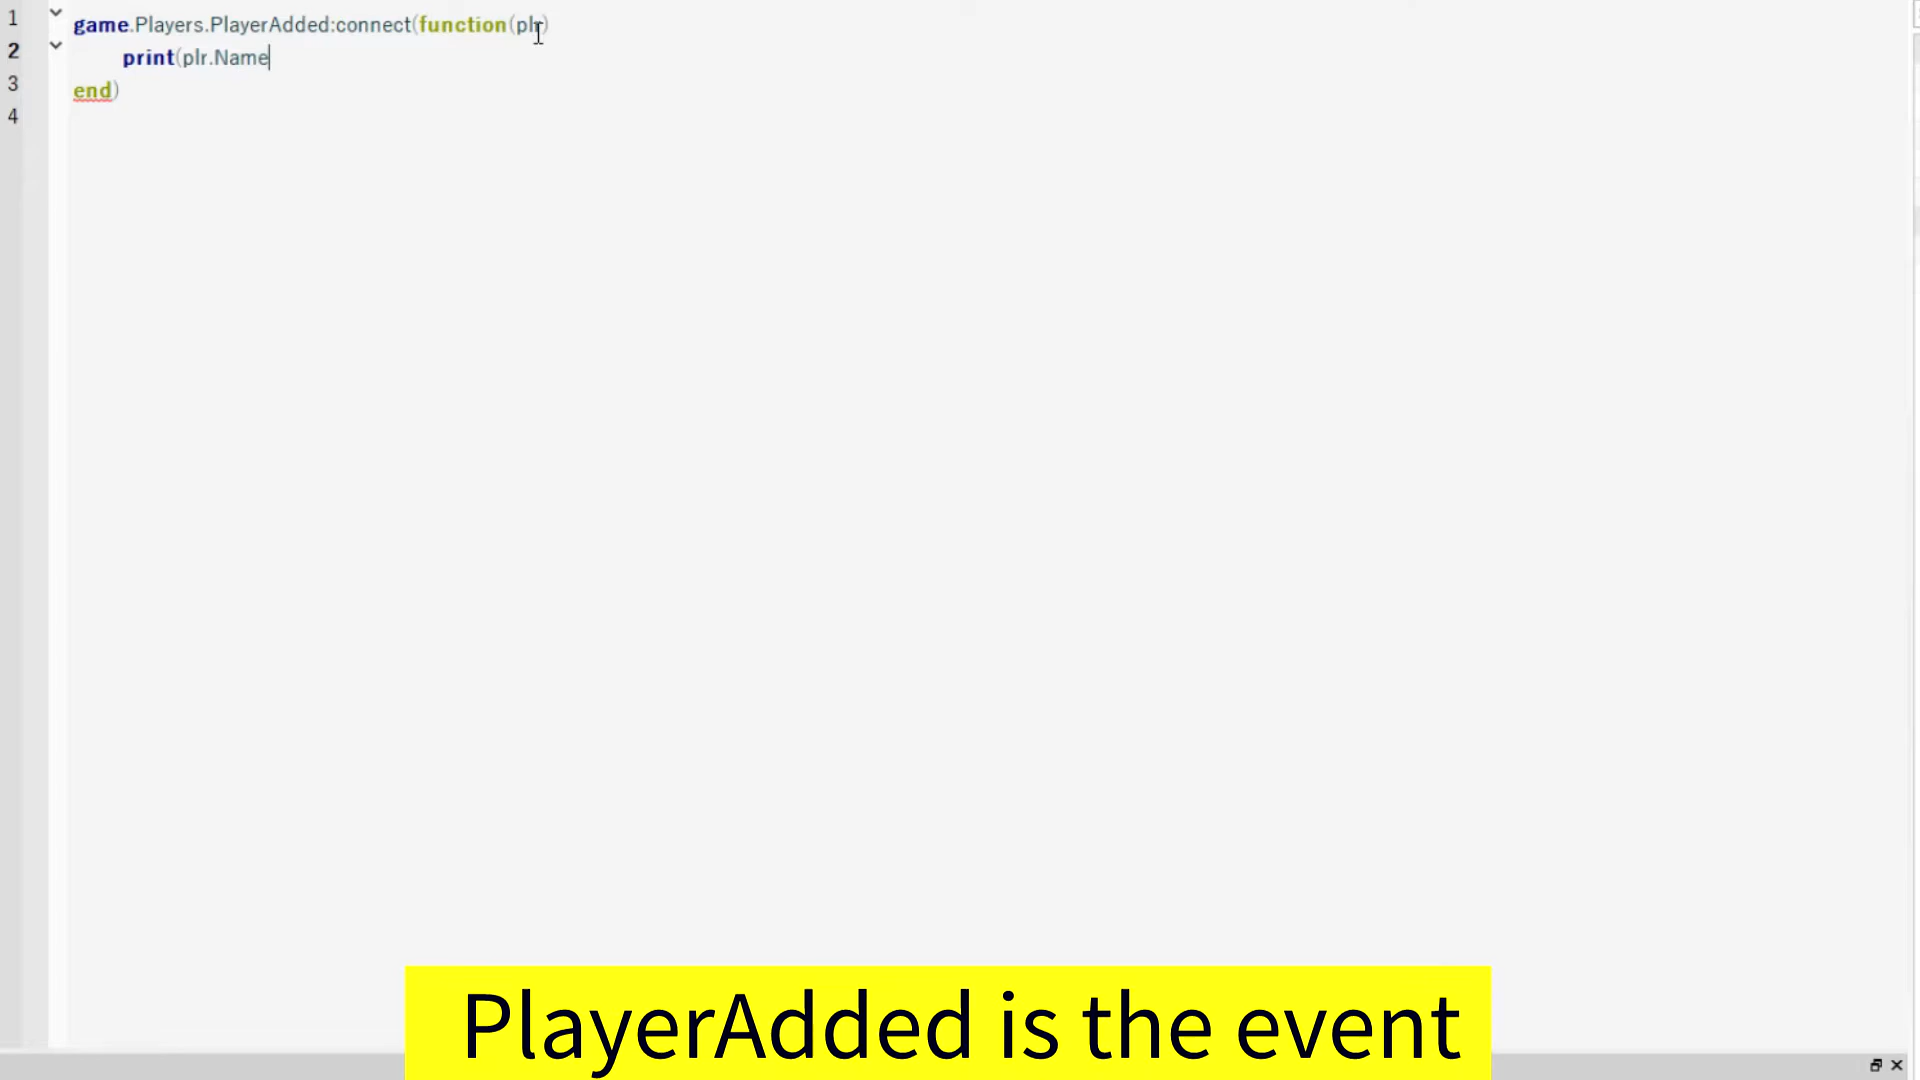 1 game.Players.PlayerAdded:connect(function(plr)
2 print(plr.Name
3 end)
4
PlayerAdded is the event